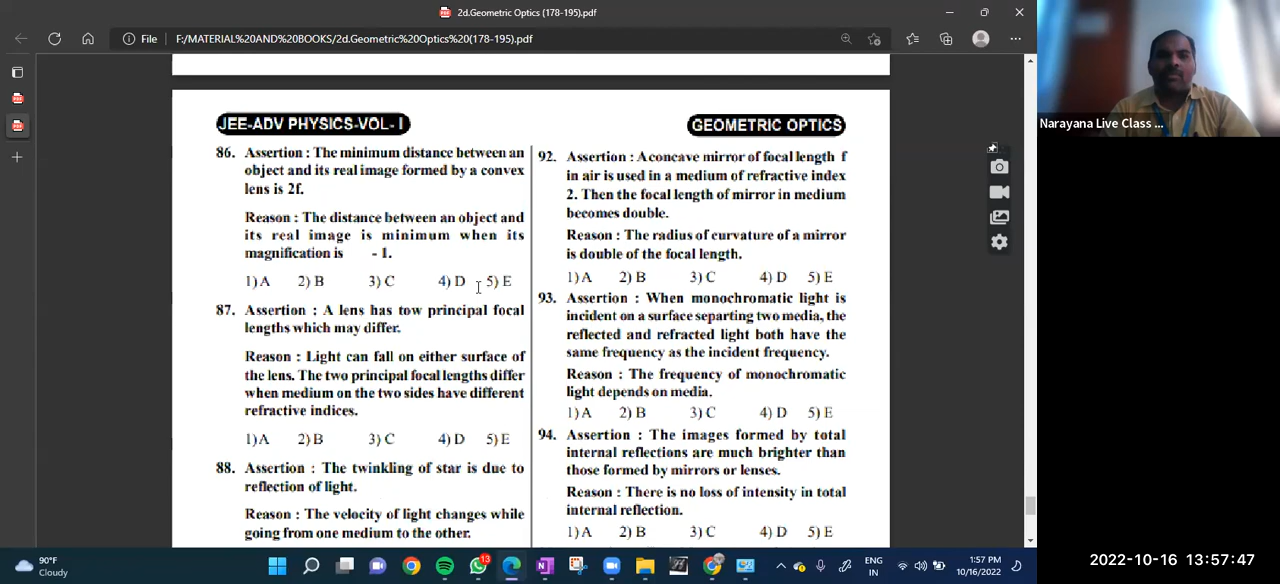 2d.Geometric Optics (178-195).pdf
File
F:/MATERIAL%20AND%20BOOKS/2d.Geometric%20Optics%20(178-195).pdf
Narayana Live Class ...
JEE-ADV PHYSICS-VOL- I
GEOMETRIC OPTICS
86. Assertion : The minimum distance between an
object and its real image formed by a convex
lens is 2f.
Reason : The distance between an object and
its real image is minimum when its
magnification is - 1.
1) A 2) B 3) C 4) D 5) E
87. Assertion : A lens has tow principal focal
lengths which may differ.
Reason : Light can fall on either surface of
the lens. The two principal focal lengths differ
when medium on the two sides have different
refractive indices.
1) A 2) B 3) C 4) D 5) E
88. Assertion : The twinkling of star is due to
reflection of light.
Reason : The velocity of light changes while
going from one medium to the other.
92. Assertion : A concave mirror of focal length f
in air is used in a medium of refractive index
2. Then the focal length of mirror in medium
becomes double.
Reason : The radius of curvature of a mirror
is double of the focal length.
1) A 2) B 3) C 4) D 5) E
93. Assertion : When monochromatic light is
incident on a surface separting two media, the
reflected and refracted light both have the
same frequency as the incident frequency.
Reason : The frequency of monochromatic
light depends on media.
1) A 2) B 3) C 4) D 5) E
94. Assertion : The images formed by total
internal reflections are much brighter than
those formed by mirrors or lenses.
Reason : There is no loss of intensity in total
internal reflection.
1) A 2) B 3) C 4) D 5) E
90°F
Cloudy
13
ENG
IN
1:57 PM
10/16/2022
2022-10-16 13:57:47